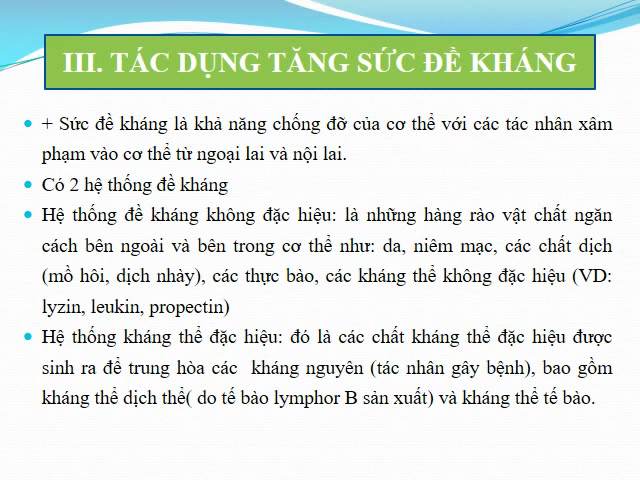 III. TÁC DỤNG TĂNG SỨC ĐỀ KHÁNG
+ Sức đề kháng là khả năng chống đỡ của cơ thể với các tác nhân xâm
phạm vào cơ thể từ ngoại lai và nội lai.
Có 2 hệ thống đề kháng
Hệ thống đề kháng không đặc hiệu: là những hàng rào vật chất ngăn
cách bên ngoài và bên trong cơ thể như: da, niêm mạc, các chất dịch
(mồ hôi, dịch nhày), các thực bào, các kháng thể không đặc hiệu (VD:
lyzin, leukin, propectin)
Hệ thống kháng thể đặc hiệu: đó là các chất kháng thể đặc hiệu được
sinh ra để trung hòa các kháng nguyên (tác nhân gây bệnh), bao gồm
kháng thể dịch thể( do tế bào lymphor B sản xuất) và kháng thể tế bào.